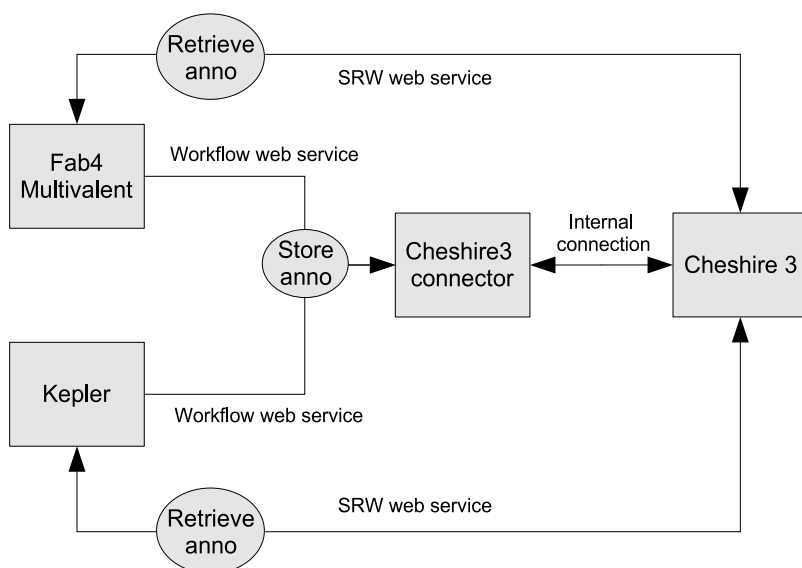 Retrieve
anno
SRW web service
Fab4
Multivalent
Workflow web service
Store
anno
Cheshire3
connector
Internal
connection
Cheshire 3
Kepler
Workflow web service
Retrieve
anno
SRW web service